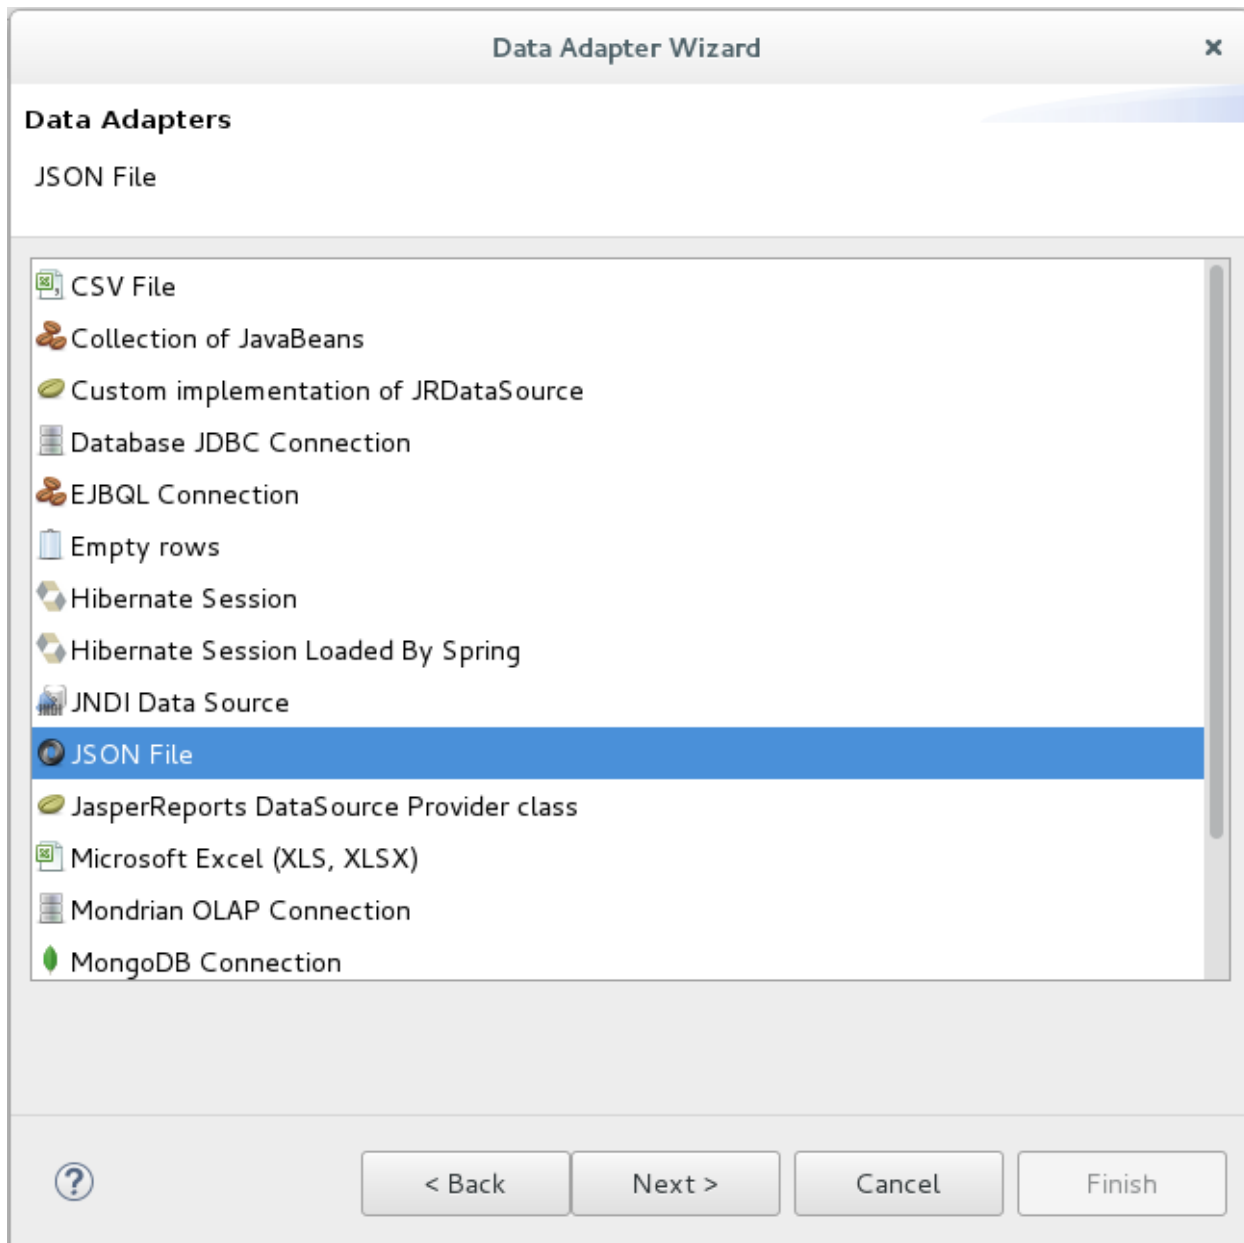 Data Adapter Wizard
Data Adapters
JSON File
CSV File
Collection of JavaBeans
Custom implementation of JRDataSource
Database JDBC Connection
EJBQL Connection
Empty rows
Hibernate Session
Hibernate Session Loaded By Spring
JNDI Data Source
JSON File
JasperReports DataSource Provider class
Microsoft Excel (XLS, XLSX)
Mondrian OLAP Connection
MongoDB Connection
? < Back Next > Cancel Finish